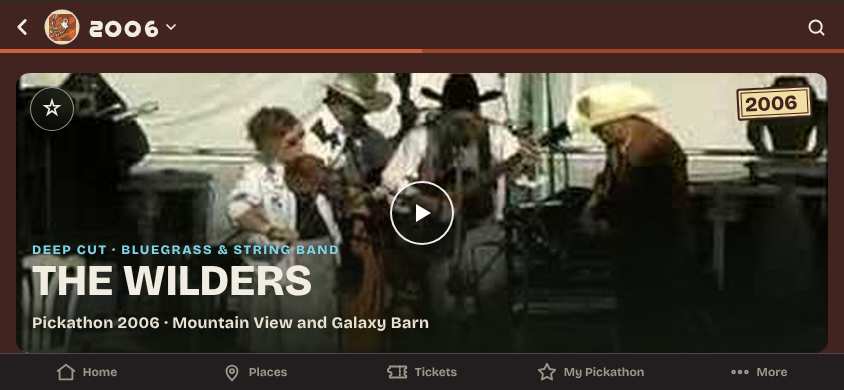 2006
2006
DEEP CUT · BLUEGRASS & STRING BAND
THE WILDERS
Pickathon 2006 · Mountain View and Galaxy Barn
Home
Places
Tickets
My Pickathon
More